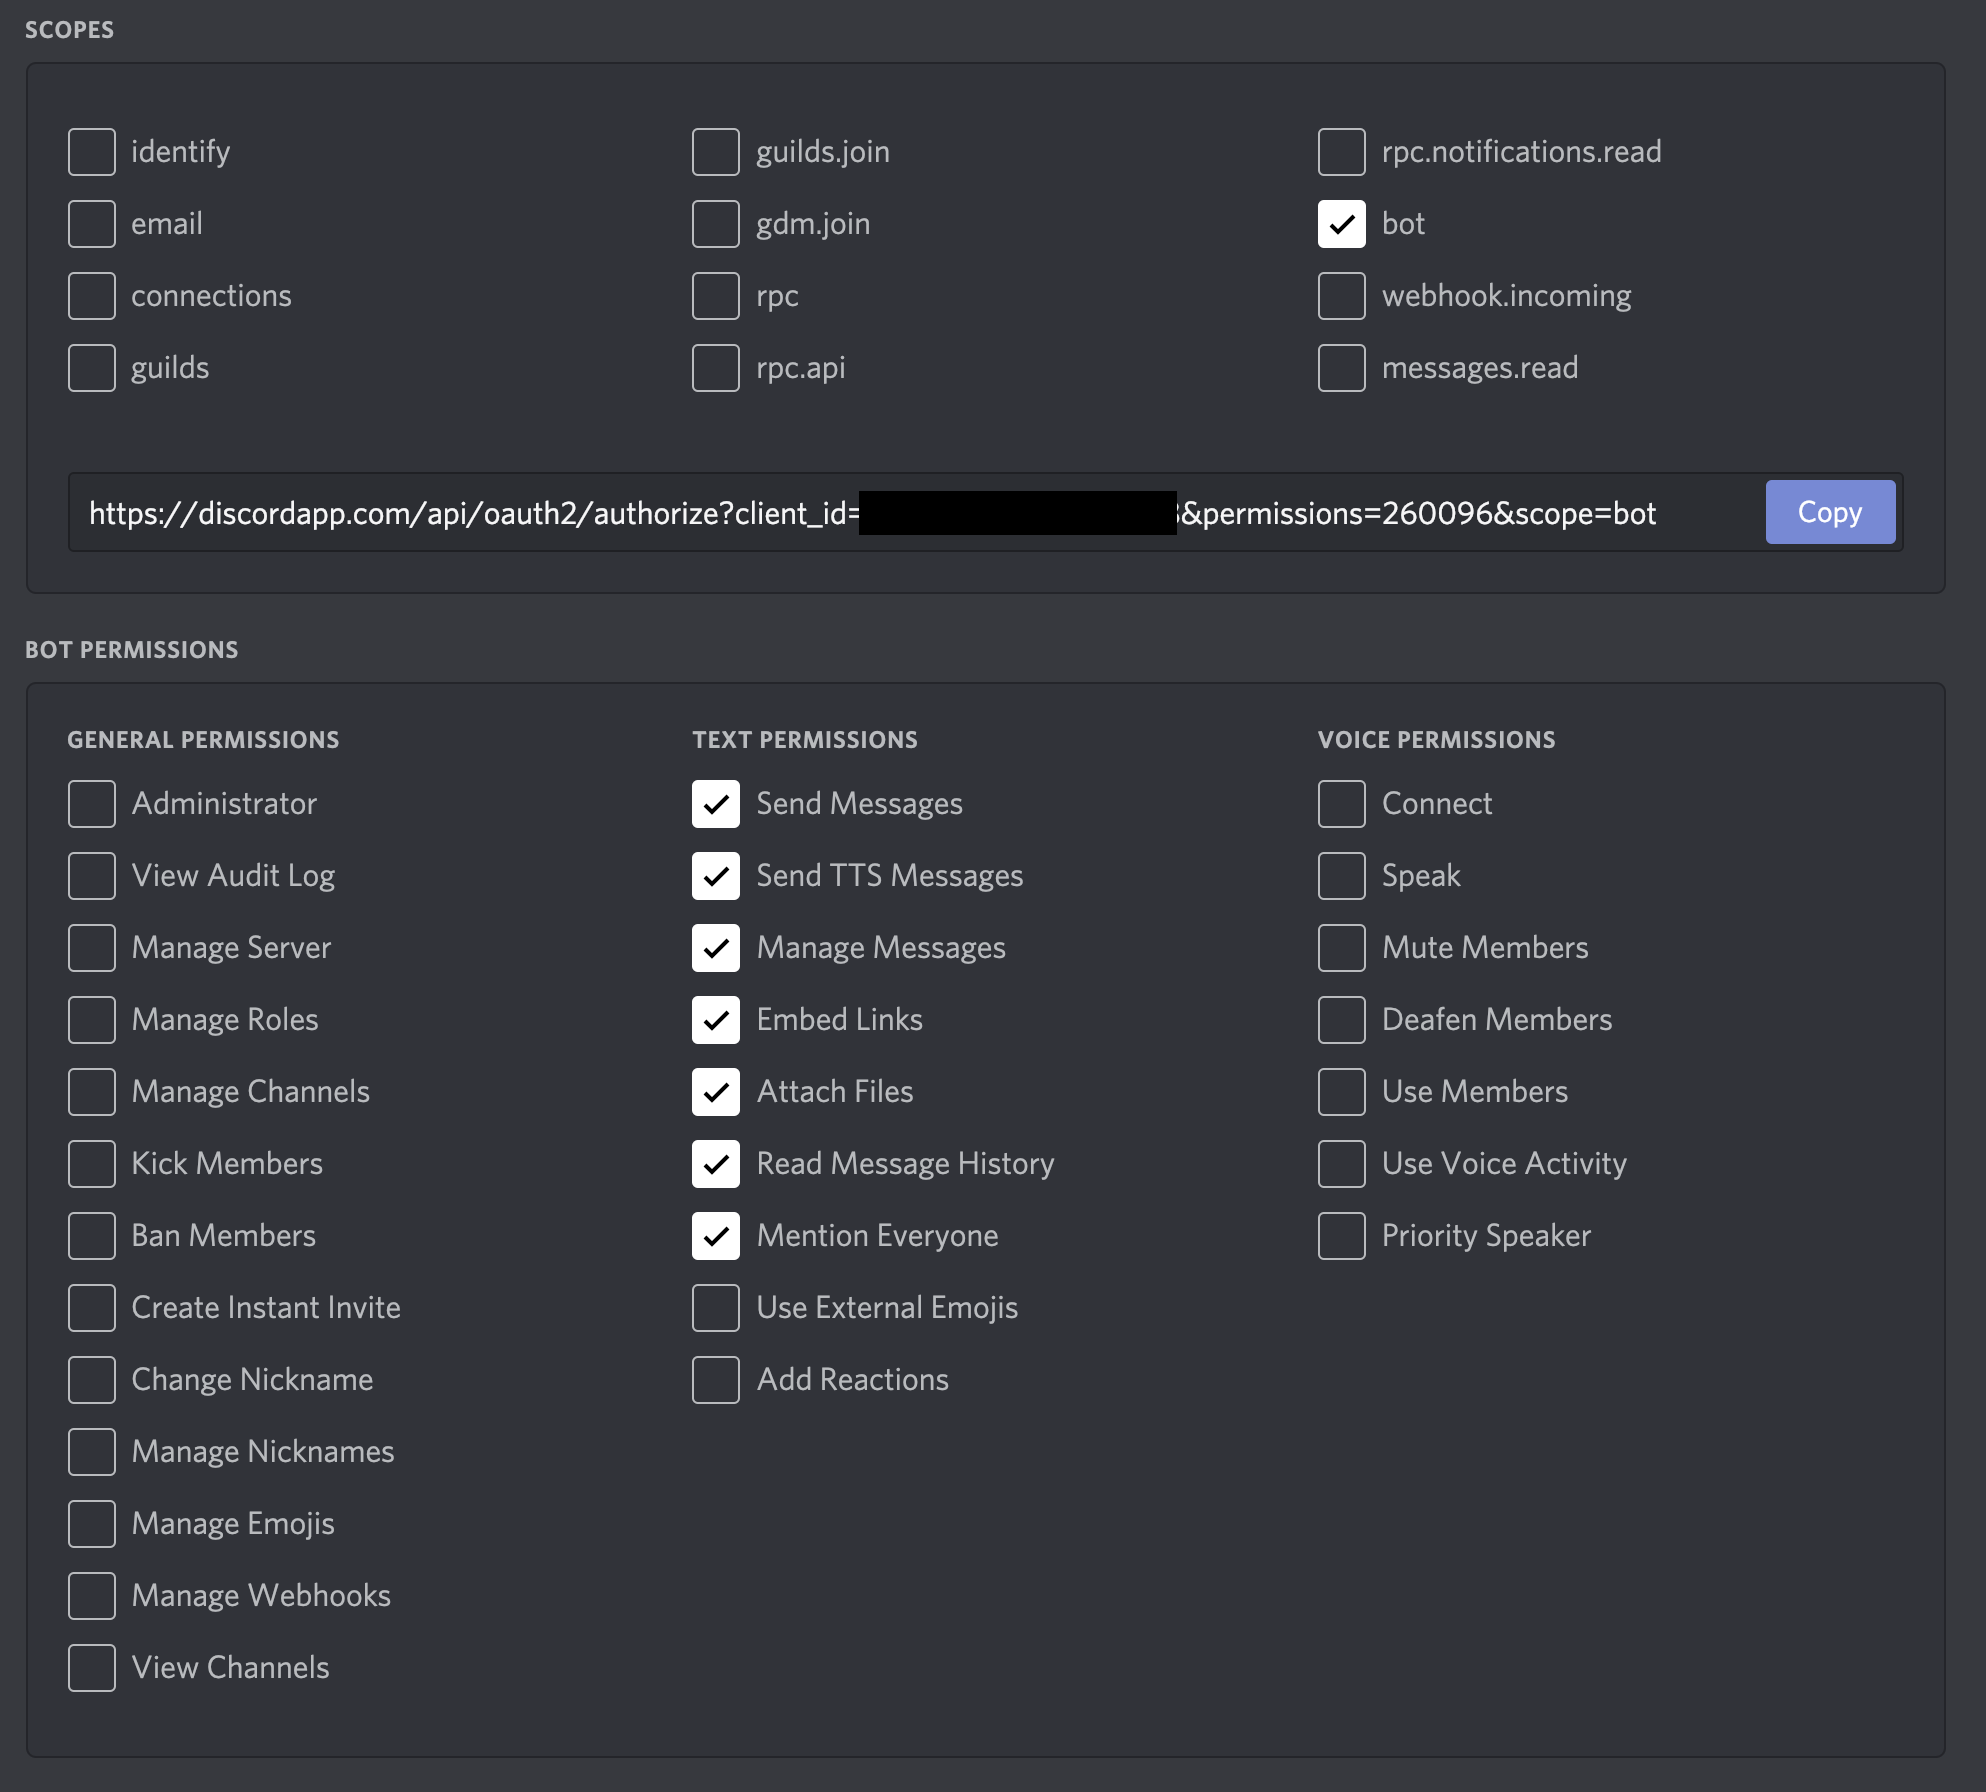 SCOPES
identify
email
connections
guilds
guilds.join
gdm.join
rpc
rpc.api
rpc.notifications.read
bot
webhook.incoming
messages.read
https://discordapp.com/api/oauth2/authorize?client_id= &permissions=260096&scope=bot
Copy
BOT PERMISSIONS
GENERAL PERMISSIONS
Administrator
View Audit Log
Manage Server
Manage Roles
Manage Channels
Kick Members
Ban Members
Create Instant Invite
Change Nickname
Manage Nicknames
Manage Emojis
Manage Webhooks
View Channels
TEXT PERMISSIONS
Send Messages
Send TTS Messages
Manage Messages
Embed Links
Attach Files
Read Message History
Mention Everyone
Use External Emojis
Add Reactions
VOICE PERMISSIONS
Connect
Speak
Mute Members
Deafen Members
Use Members
Use Voice Activity
Priority Speaker